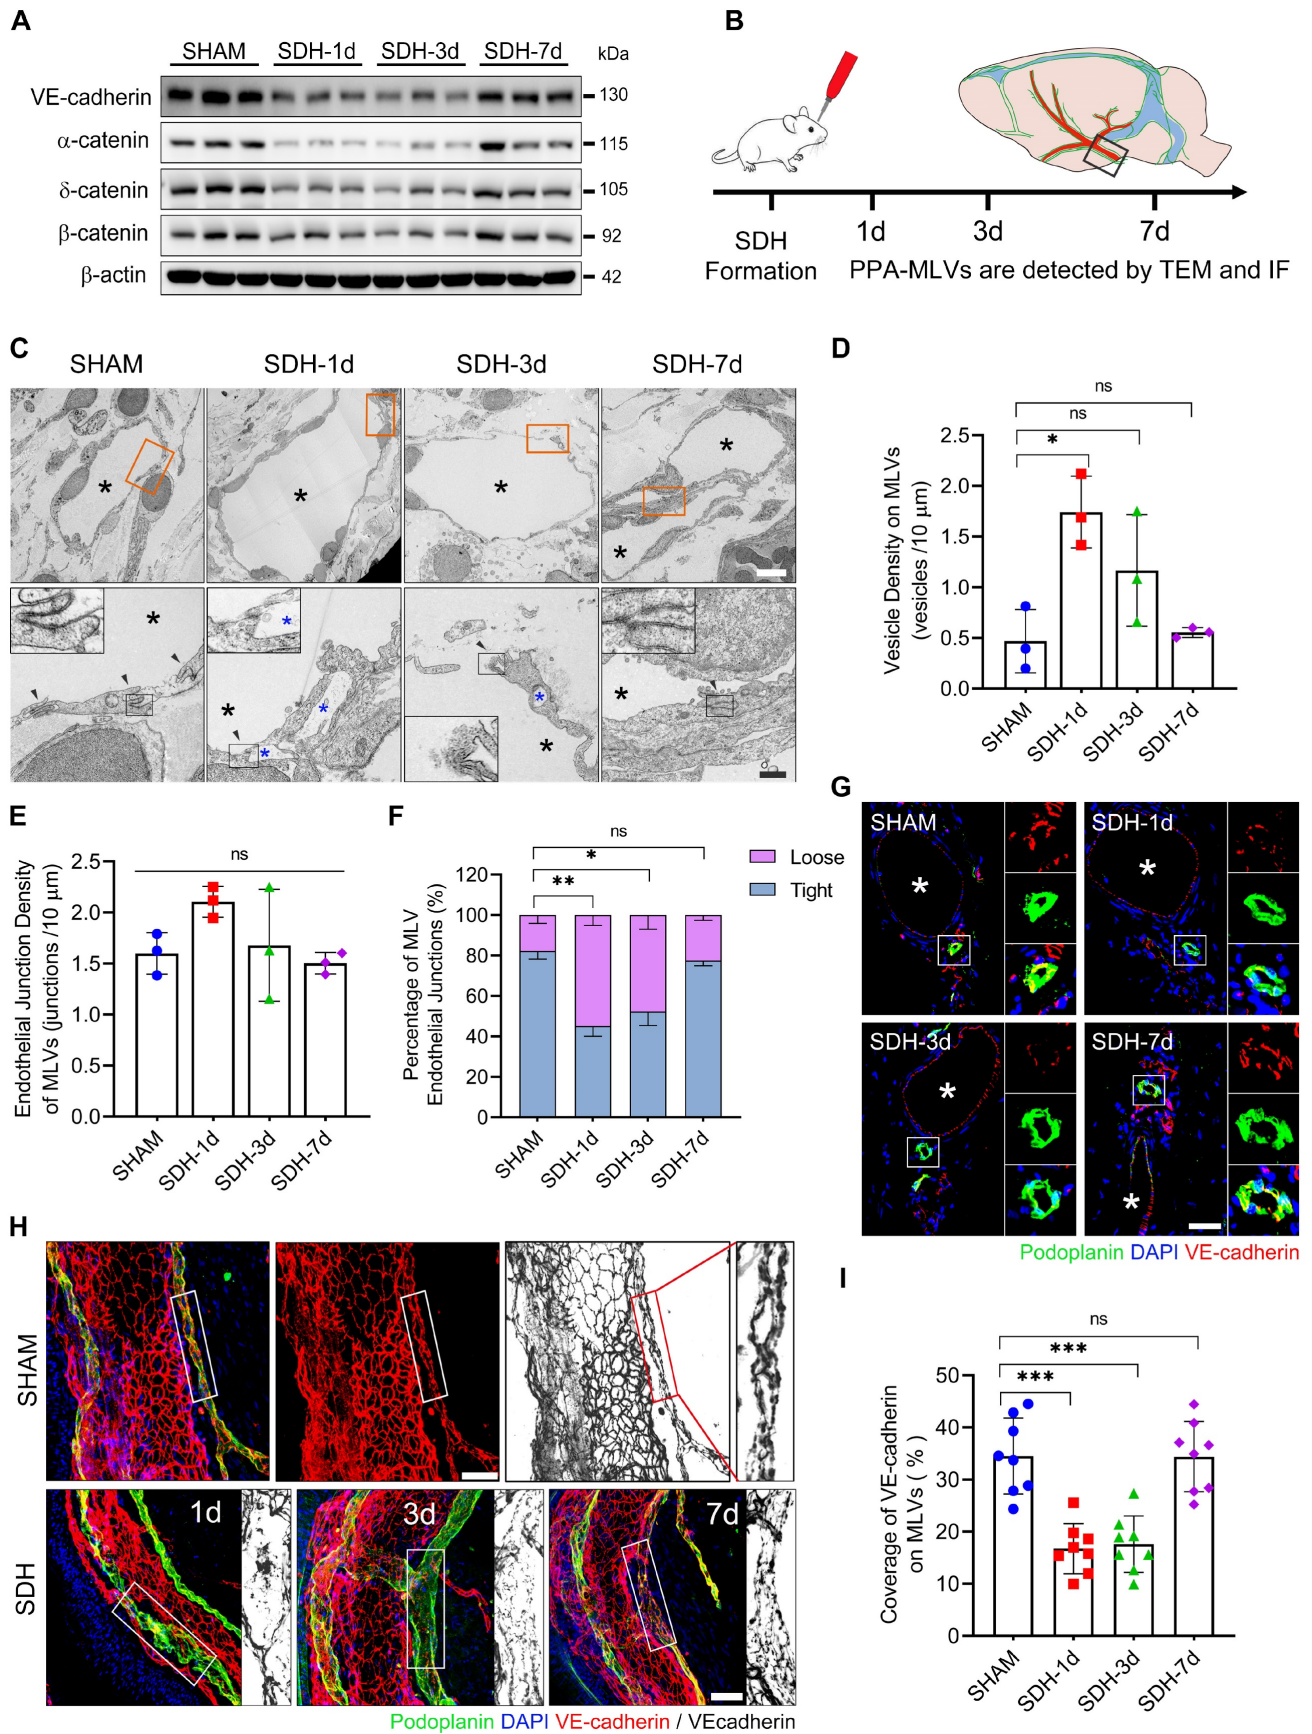 A
SHAM SDH-1d SDH-3d SDH-7d kDa
VE-cadherin 130
α-catenin 115
δ-catenin 105
β-catenin 92
β-actin 42
B
SDH
Formation
1d 3d 7d
PPA-MLVs are detected by TEM and IF
C
SHAM SDH-1d SDH-3d SDH-7d
* * * * *
* * * * * * * *
D
ns
ns
*
Vesicle Density on MLVs
(vesicles /10 μm)
2.5
2.0
1.5
1.0
0.5
0.0
SHAM SDH-1d SDH-3d SDH-7d
E
ns
Endothelial Junction Density
of MLVs (junctions /10 μm)
2.5
2.0
1.5
1.0
0.5
0.0
SHAM SDH-1d SDH-3d SDH-7d
F
ns
*
**
Percentage of MLV
Endothelial Junctions (%)
120
100
80
60
40
20
0
SHAM SDH-1d SDH-3d SDH-7d
Loose
Tight
G
SHAM SDH-1d
* *
SDH-3d SDH-7d
* *
Podoplanin DAPI VE-cadherin
H
SHAM
SDH
1d 3d 7d
Podoplanin DAPI VE-cadherin / VEcadherin
I
ns
***
***
Coverage of VE-cadherin
on MLVs ( % )
50
40
30
20
10
0
SHAM SDH-1d SDH-3d SDH-7d